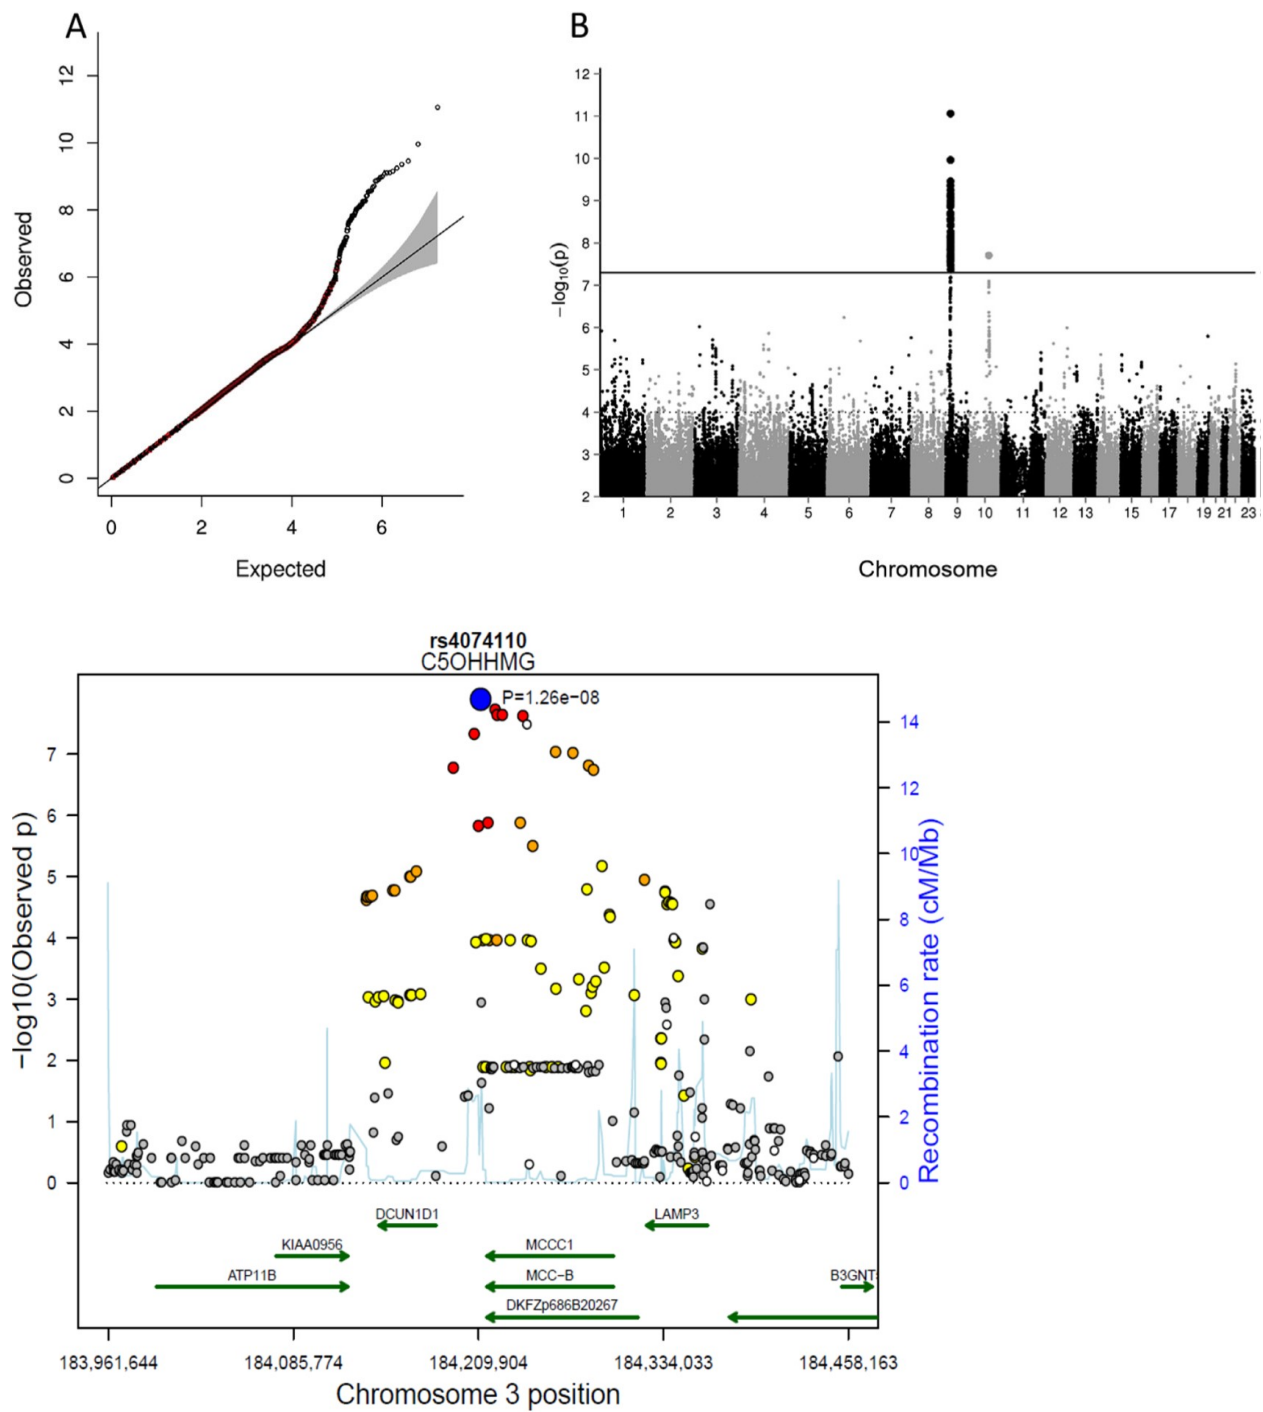 A
12
10
8
6
4
2
0
Observed
0 2 4 6
Expected
B
12
11
10
9
8
7
6
5
4
3
2
−log10(p)
1 2 3 4 5 6 7 8 9 10 11 12 13 15 17 19 21 23
Chromosome
rs4074110
C5OHHMG
P=1.26e−08
7
6
5
4
3
2
1
0
−log10(Observed p)
14
12
10
8
6
4
2
0
Recombination rate (cM/Mb)
DCUN1D1 LAMP3
KIAA0956 MCCC1
ATP11B MCC−B B3GNT
DKFZp686B20267
183,961,644 184,085,774 184,209,904 184,334,033 184,458,163
Chromosome 3 position